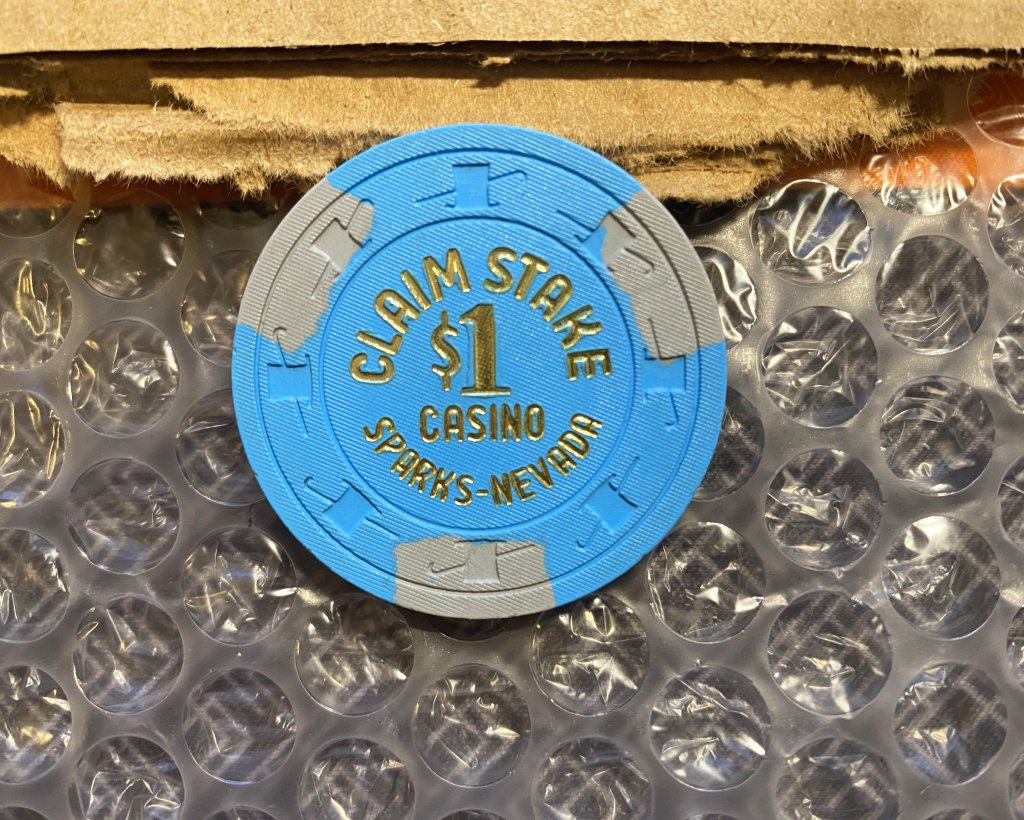 CLAIM STAKE
$1
CASINO
SPARKS-NEVADA